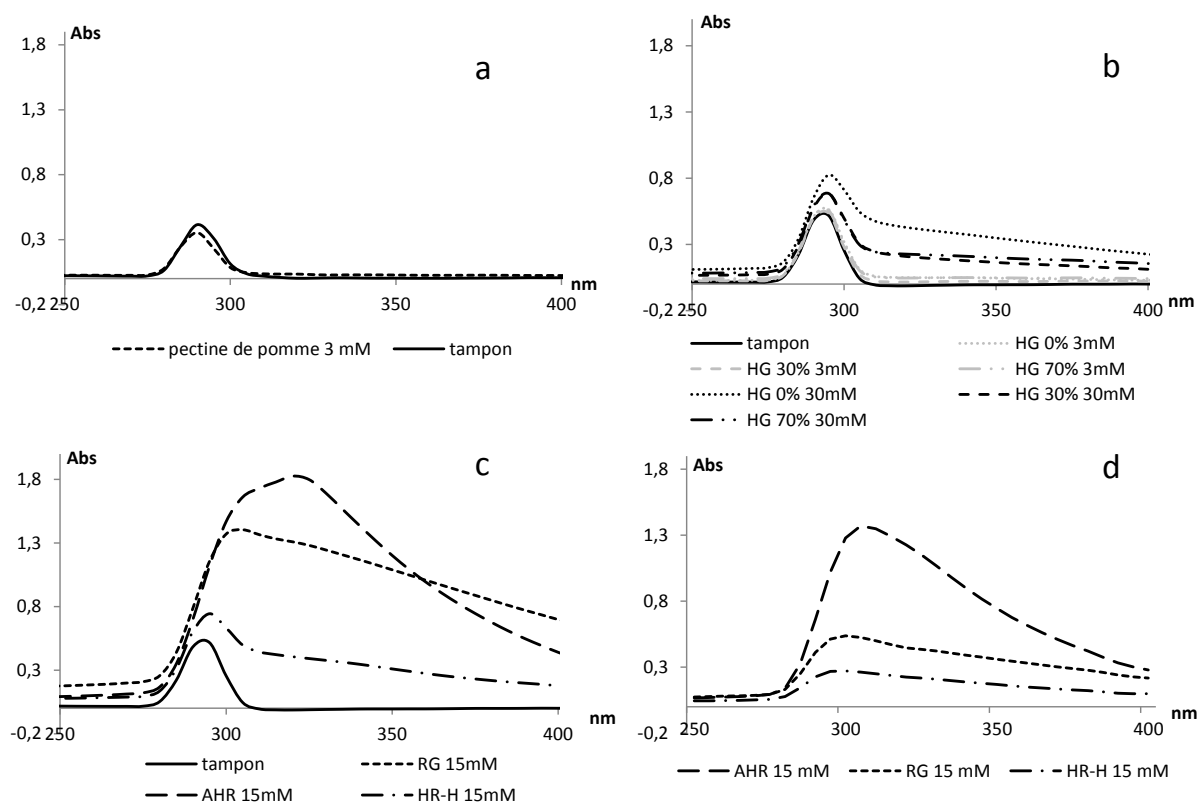 Abs
1,8
a
1,3
0,8
0,3
-0,2 250 300 350 400 nm
pectine de pomme 3 mM tampon
Abs
1,8
b
1,3
0,8
0,3
-0,2 250 300 350 400 nm
tampon HG 0% 3mM
HG 30% 3mM HG 70% 3mM
HG 0% 30mM HG 30% 30mM
HG 70% 30mM
Abs
1,8
c
1,3
0,8
0,3
-0,2 250 300 350 400 nm
tampon RG 15mM
AHR 15mM HR-H 15mM
Abs
1,8
d
1,3
0,8
0,3
-0,2 250 300 350 400 nm
AHR 15 mM RG 15 mM HR-H 15 mM